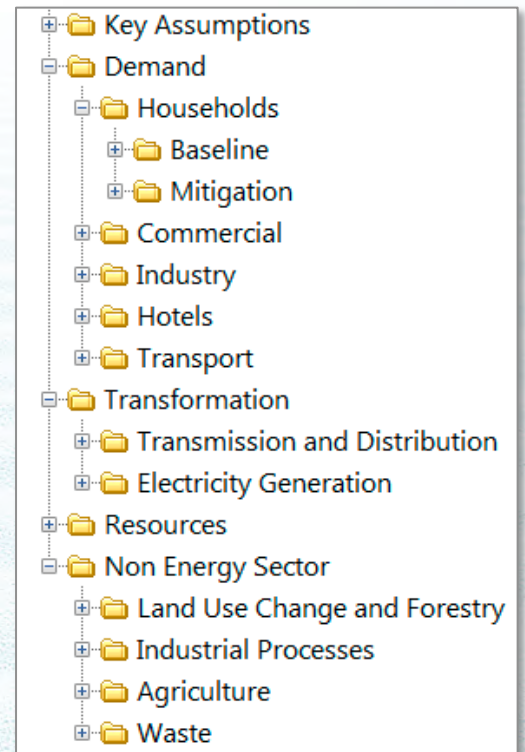 Key Assumptions
Demand
Households
Baseline
Mitigation
Commercial
Industry
Hotels
Transport
Transformation
Transmission and Distribution
Electricity Generation
Resources
Non Energy Sector
Land Use Change and Forestry
Industrial Processes
Agriculture
Waste